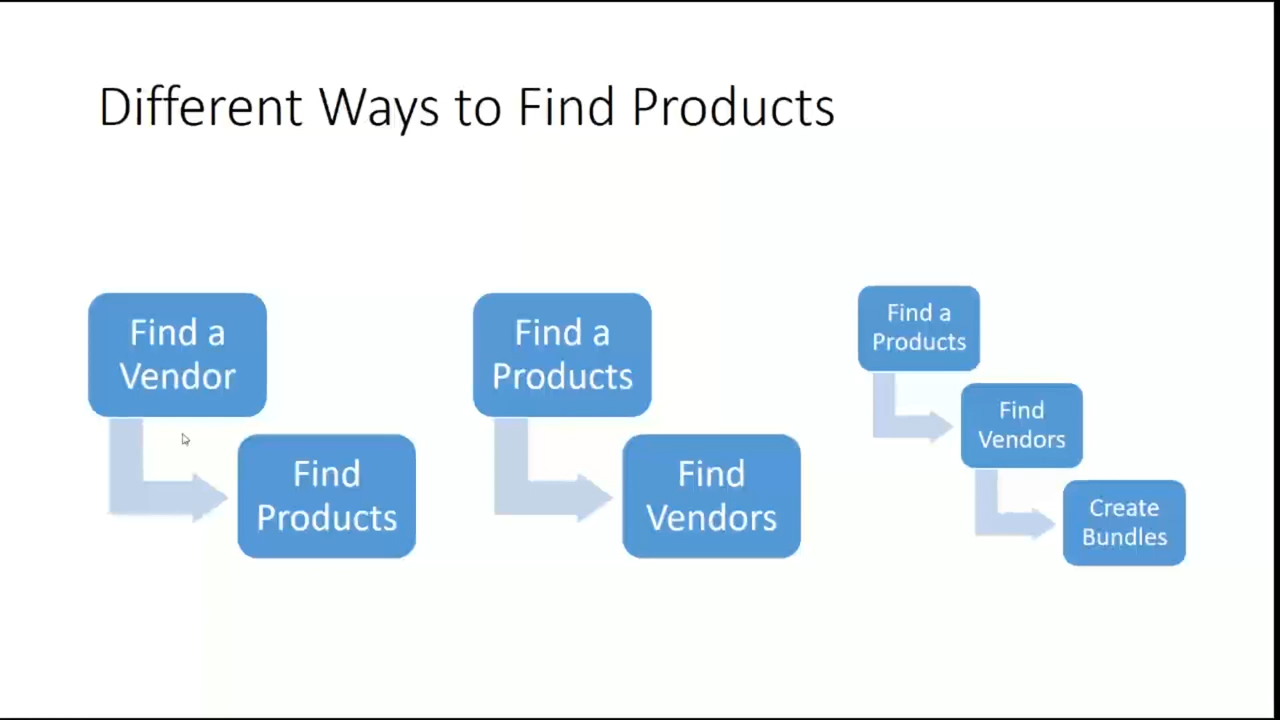 Different Ways to Find Products
Find a
Vendor
Find
Products
Find a
Products
Find
Vendors
Find a
Products
Find
Vendors
Create
Bundles